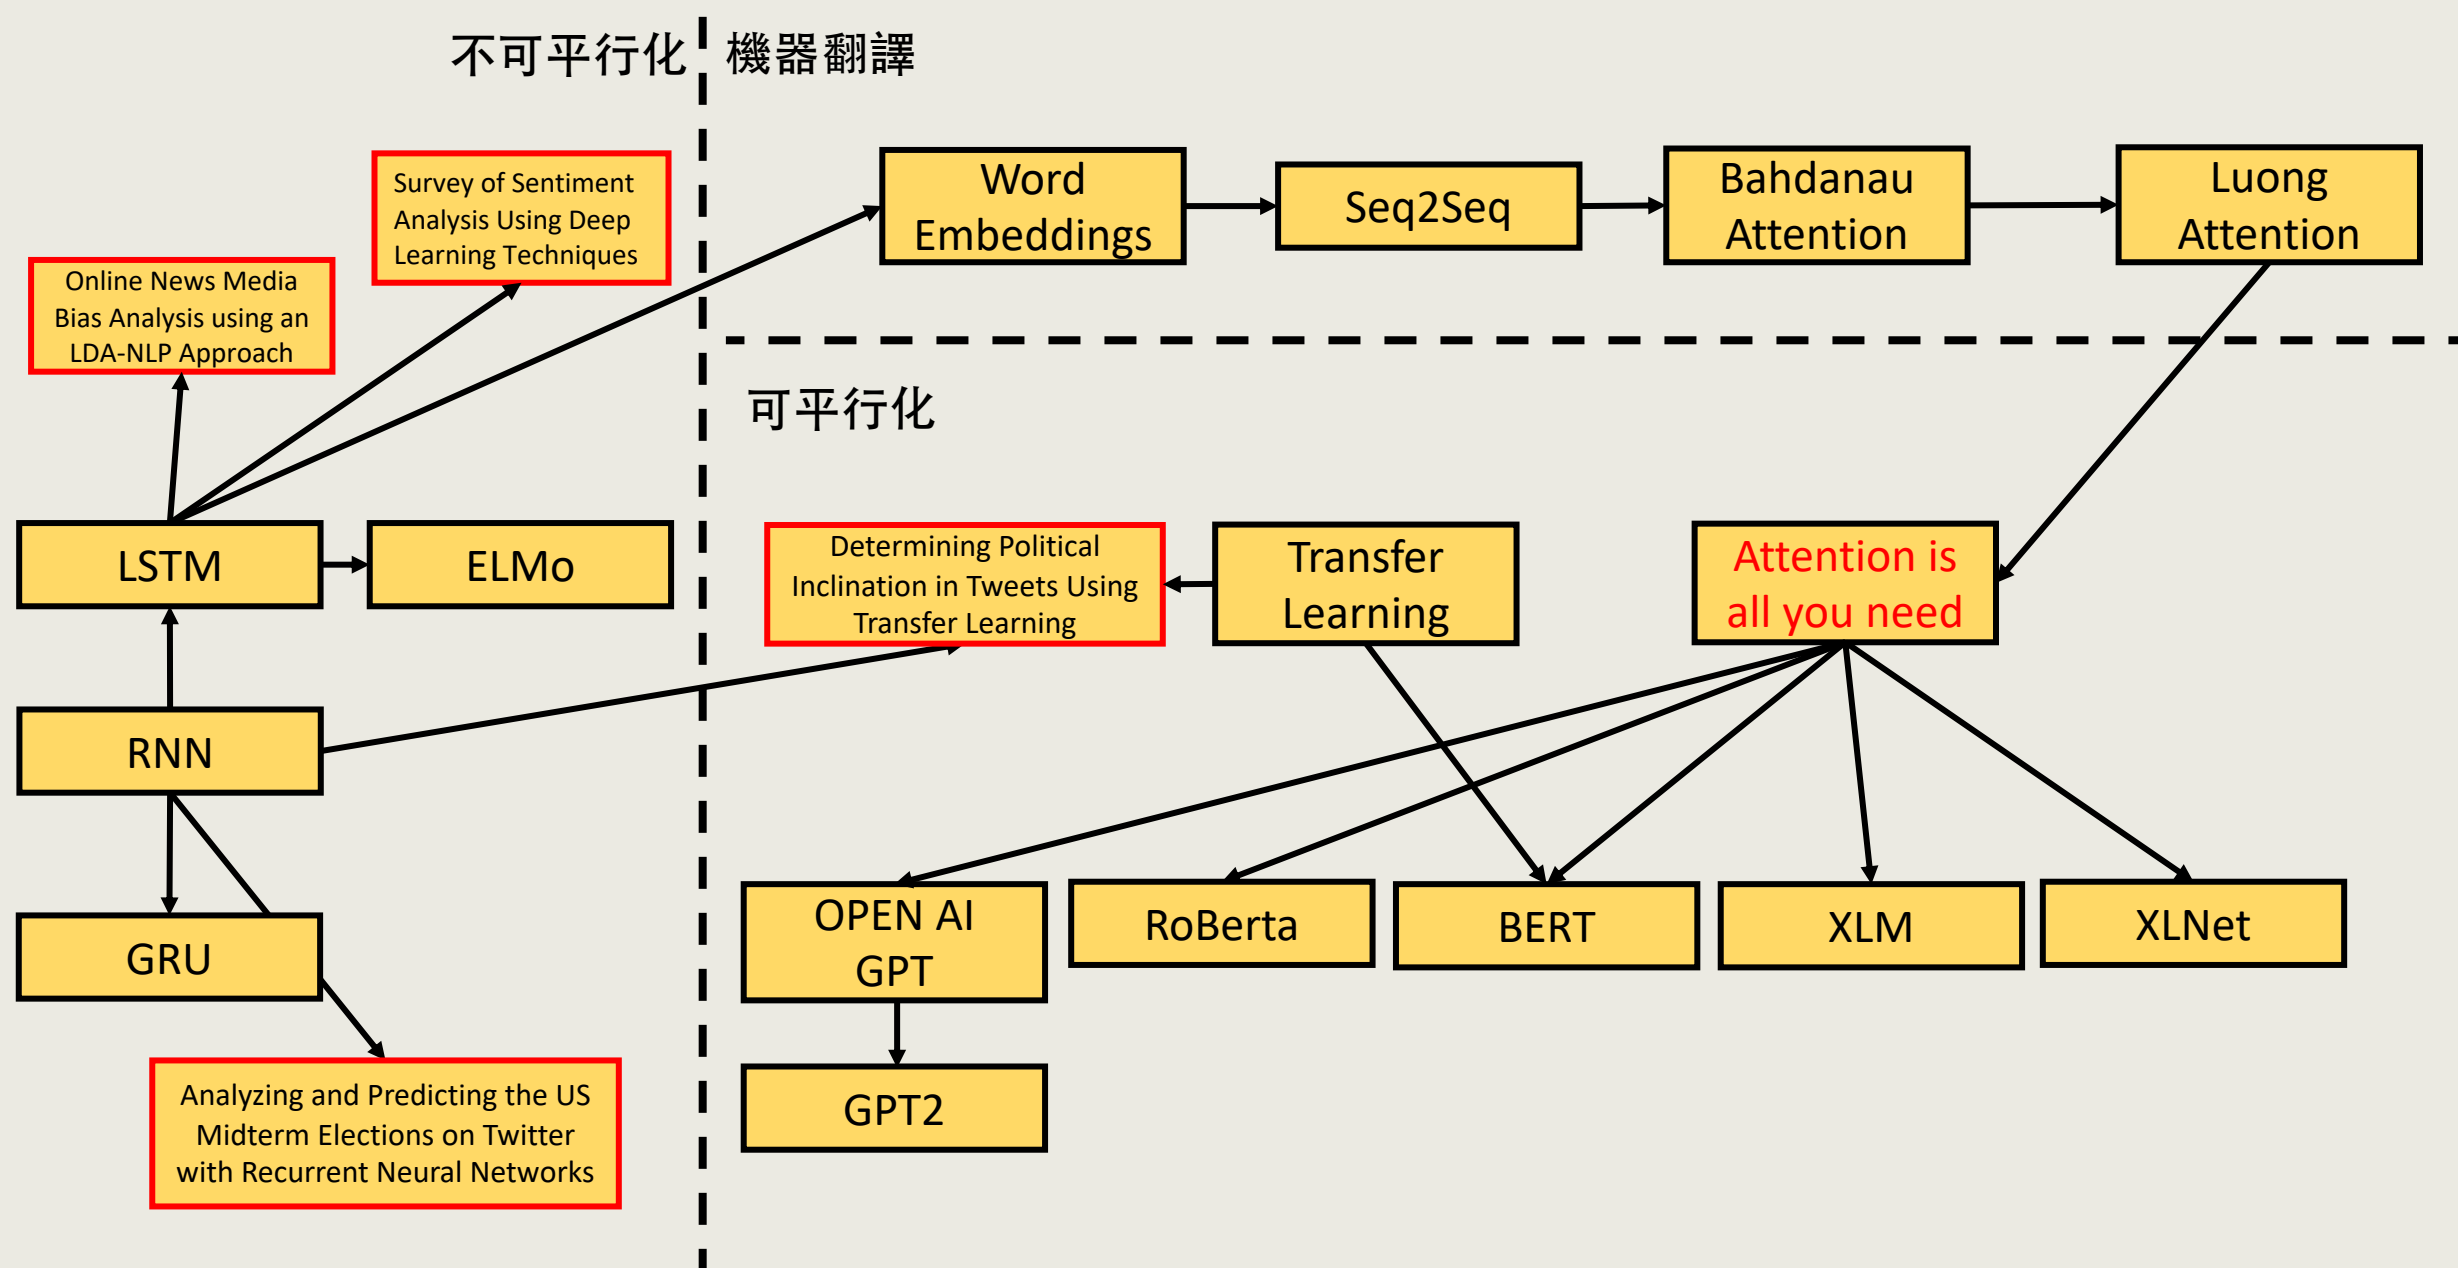 不可平行化
機器翻譯
Survey of Sentiment
Analysis Using Deep
Learning Techniques
Online News Media
Bias Analysis using an
LDA-NLP Approach
Word
Embeddings
Seq2Seq
Bahdanau
Attention
Luong
Attention
可平行化
LSTM
ELMo
Determining Political
Inclination in Tweets Using
Transfer Learning
Transfer
Learning
Attention is
all you need
RNN
GRU
OPEN AI
GPT
RoBerta
BERT
XLM
XLNet
GPT2
Analyzing and Predicting the US
Midterm Elections on Twitter
with Recurrent Neural Networks